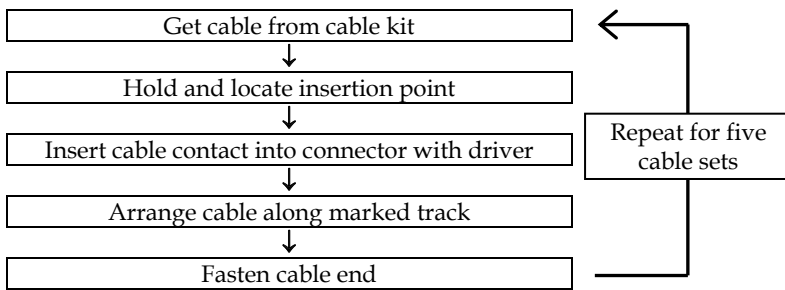 Get cable from cable kit
Hold and locate insertion point
Insert cable contact into connector with driver
Arrange cable along marked track
Fasten cable end
Repeat for five
cable sets